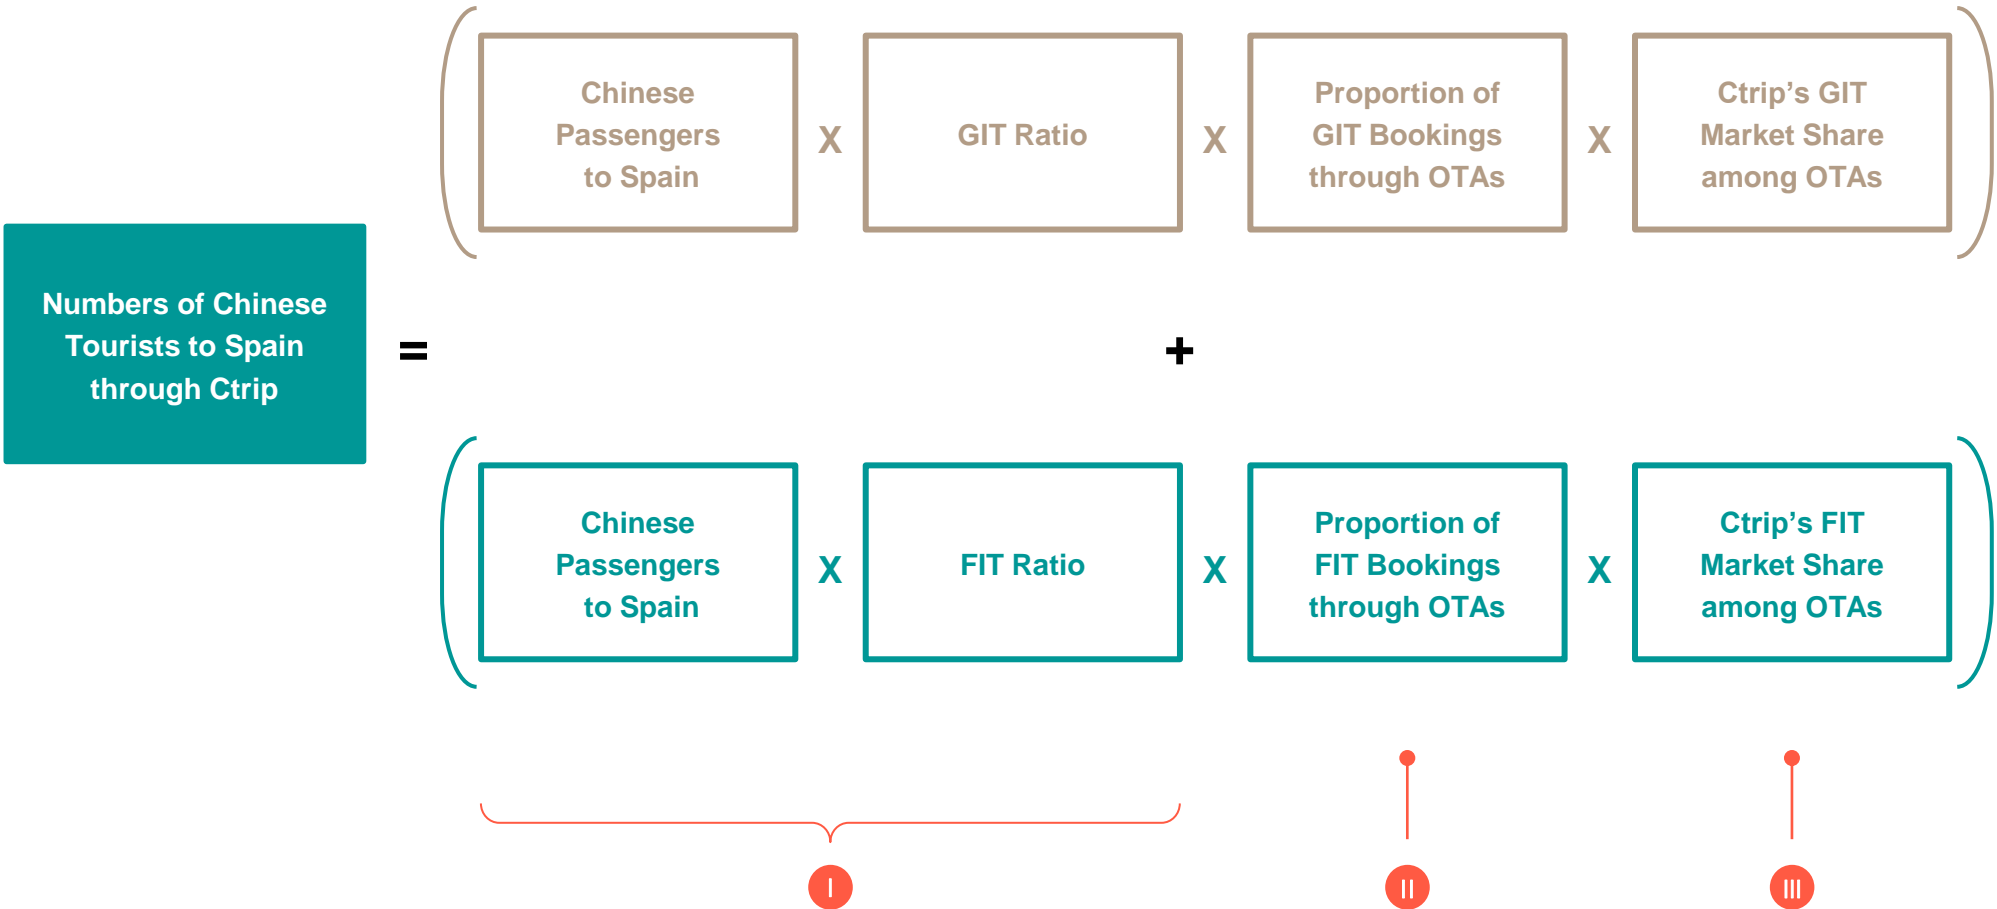 Numbers of Chinese
Tourists to Spain
through Ctrip
=
Chinese
Passengers
to Spain
X
GIT Ratio
X
Proportion of
GIT Bookings
through OTAs
X
Ctrip’s GIT
Market Share
among OTAs
+
Chinese
Passengers
to Spain
X
FIT Ratio
X
Proportion of
FIT Bookings
through OTAs
X
Ctrip’s FIT
Market Share
among OTAs
I
II
III